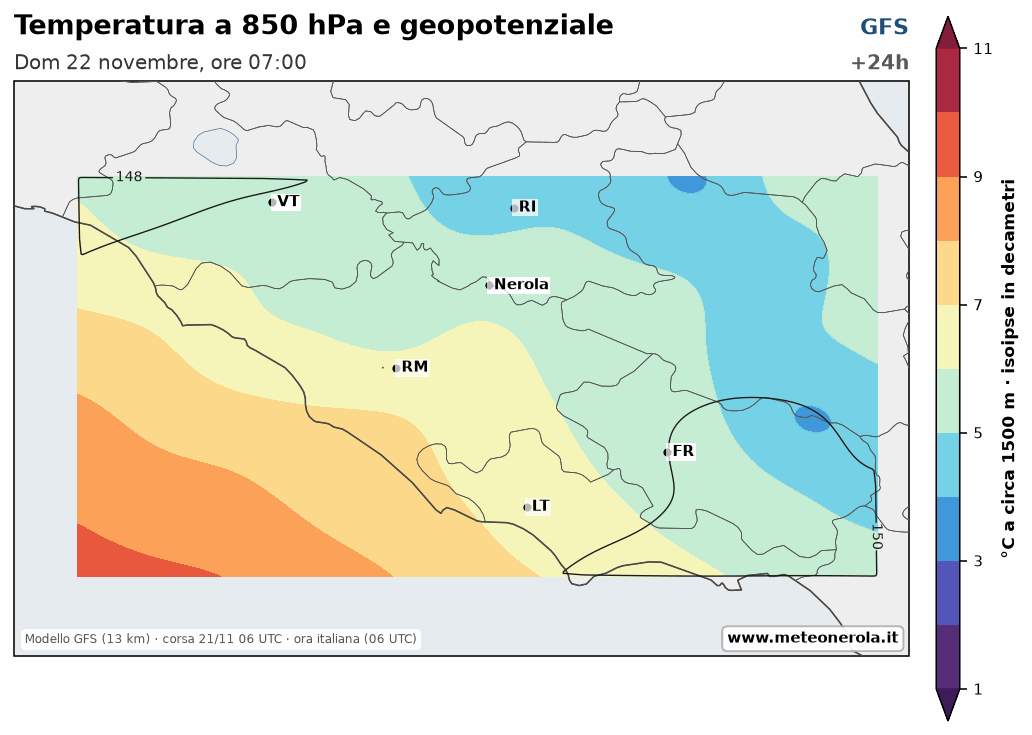 Temperatura a 850 hPa e geopotenziale
GFS
Dom 22 novembre, ore 07:00
+24h
11
9
7
5
3
1
°C a circa 1500 m · isoipse in decametri
148
VT
RI
Nerola
RM
FR
LT
150
Modello GFS (13 km) · corsa 21/11 06 UTC · ora italiana (06 UTC)
www.meteonerola.it